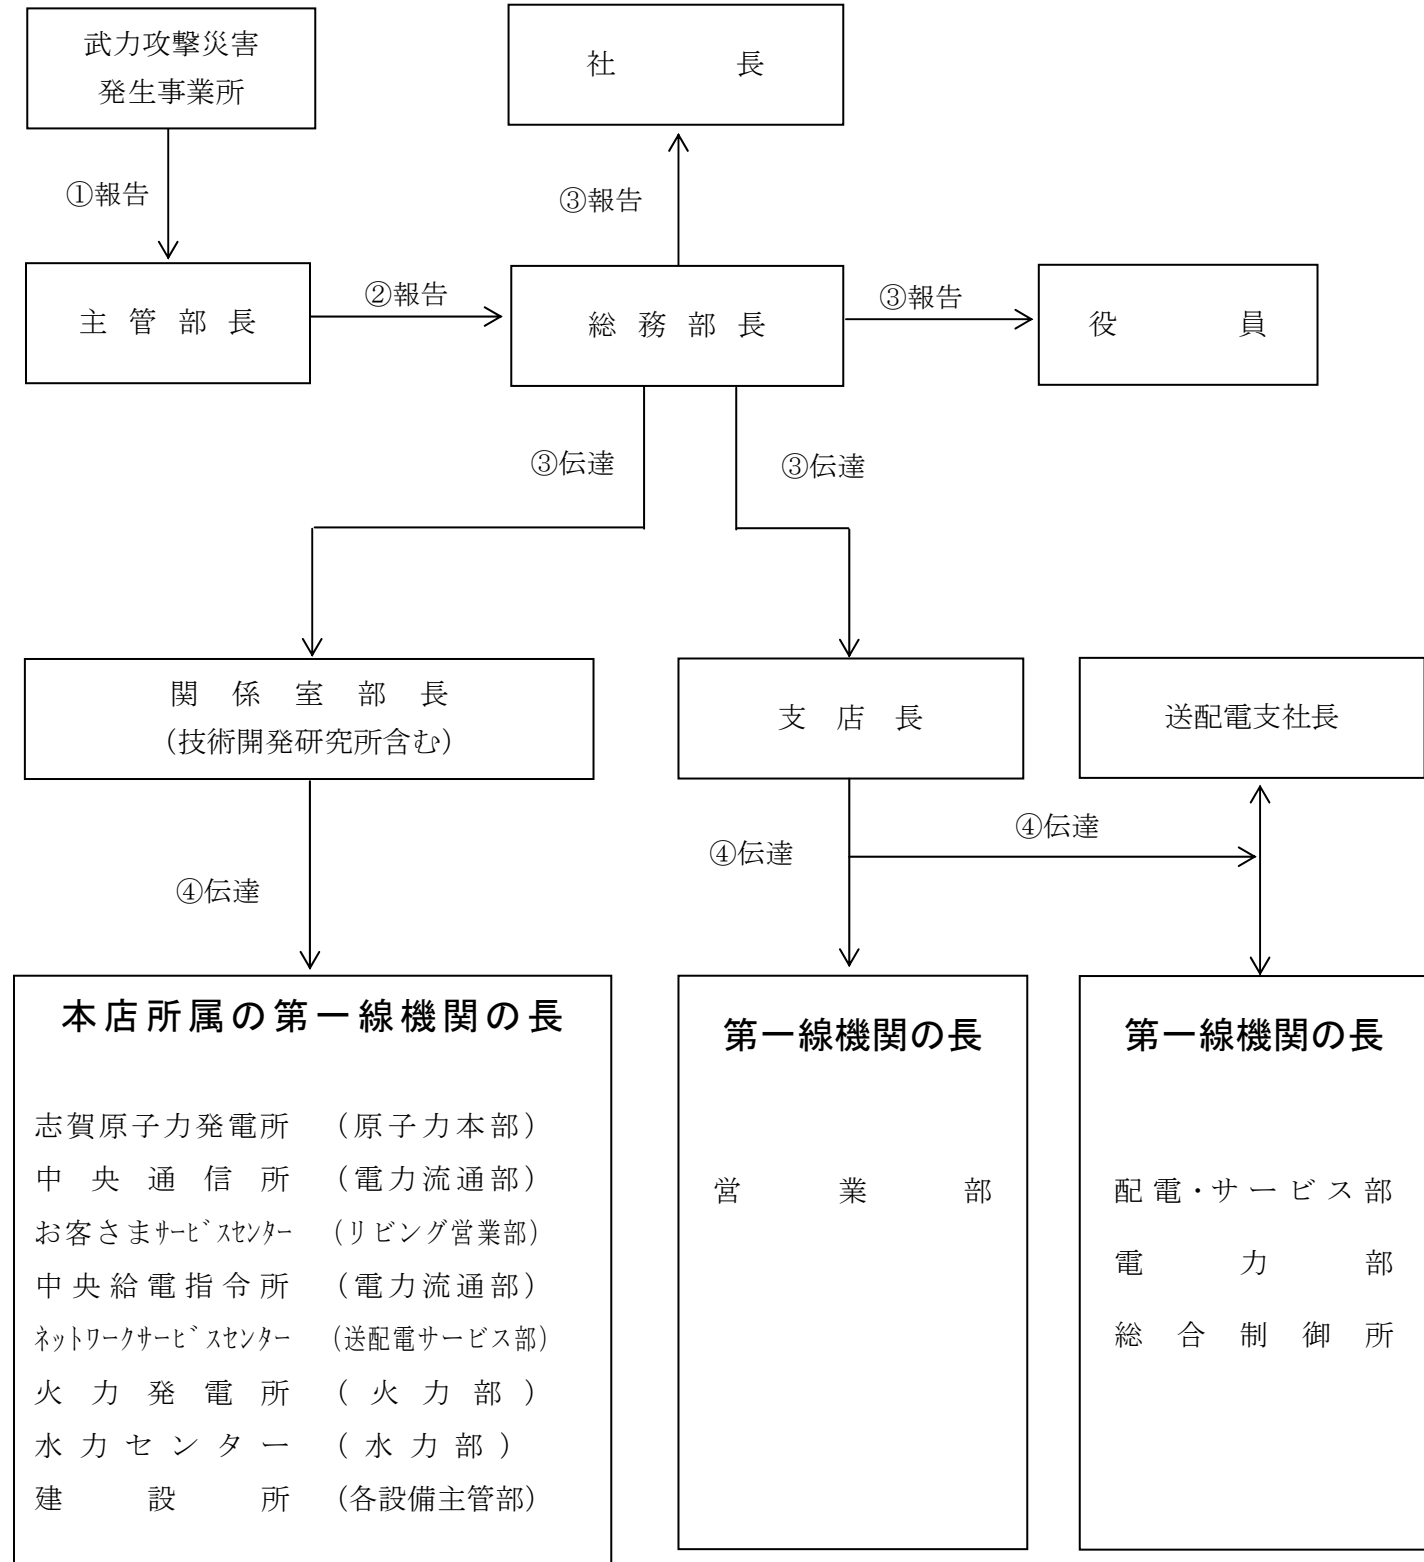 武力攻撃災害
発生事業所
社長
①報告
③報告
主管部長
②報告
総務部長
③報告
役員
③伝達
③伝達
関係室部長
(技術開発研究所含む)
支店長
送配電支社長
④伝達
④伝達
④伝達
本店所属の第一線機関の長
志賀原子力発電所 (原子力本部)
中央通信所 (電力流通部)
お客さまｻｰﾋﾞｽｾﾝﾀｰ (リビング営業部)
中央給電指令所 (電力流通部)
ﾈｯﾄﾜｰｸｻｰﾋﾞｽｾﾝﾀｰ (送配電サービス部)
火力発電所 (火力部)
水力センター (水力部)
建設所 (各設備主管部)
第一線機関の長
営業部
第一線機関の長
配電・サービス部
電力部
総合制御所